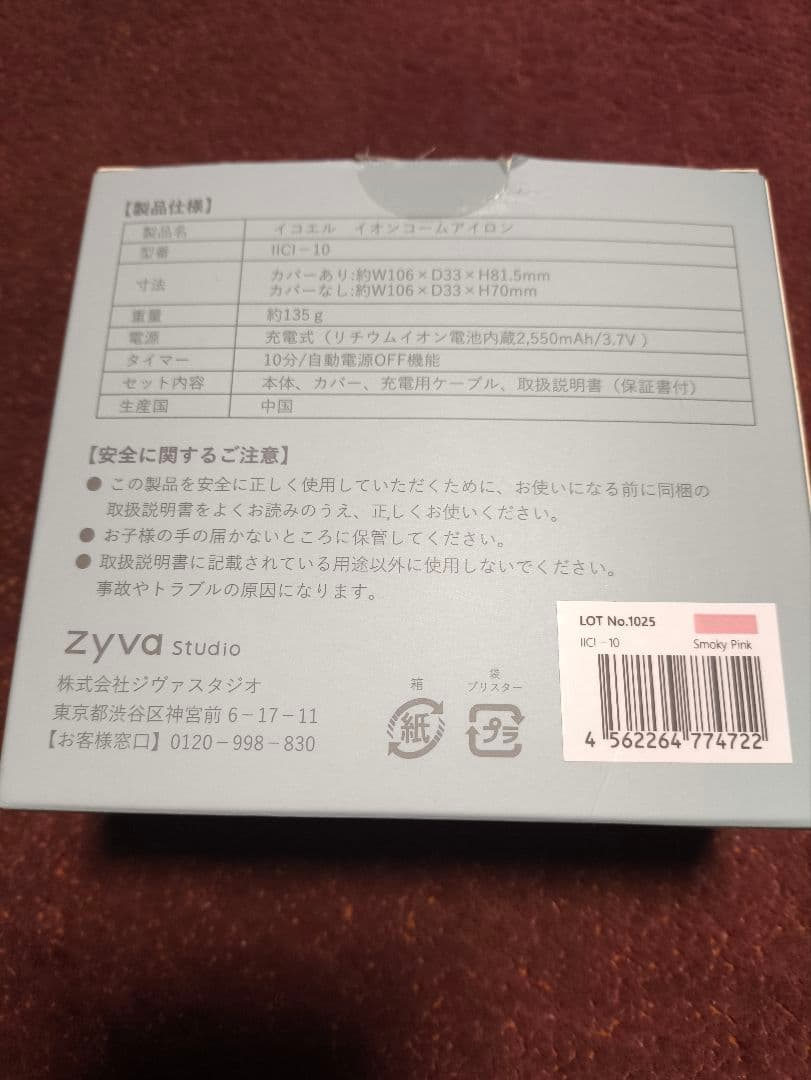 【製品仕様】
製品名 イコエル イオンコームアイロン
型番 IICI-10
寸法 カバーあり:約W106×D33×H81.5mm
カバーなし:約W106×D33×H70mm
重量 約135g
電源 充電式(リチウムイオン電池内蔵2,550mAh/3.7V)
タイマー 10分/自動電源OFF機能
セット内容 本体、カバー、充電用ケーブル、取扱説明書(保証書付)
生産国 中国
【安全に関するご注意】
● この製品を安全に正しく使用していただくために、お使いになる前に同梱の
取扱説明書をよくお読みのうえ、正しくお使いください。
● お子様の手の届かないところに保管してください。
● 取扱説明書に記載されている用途以外に使用しないでください。
事故やトラブルの原因になります。
zyva Studio
株式会社ジヴァスタジオ
東京都渋谷区神宮前6-17-11
【お客様窓口】0120-998-830
箱
紙
袋
ブリスター
プラ
LOT No.1025
IICI-10 Smoky Pink
4 562264 774722